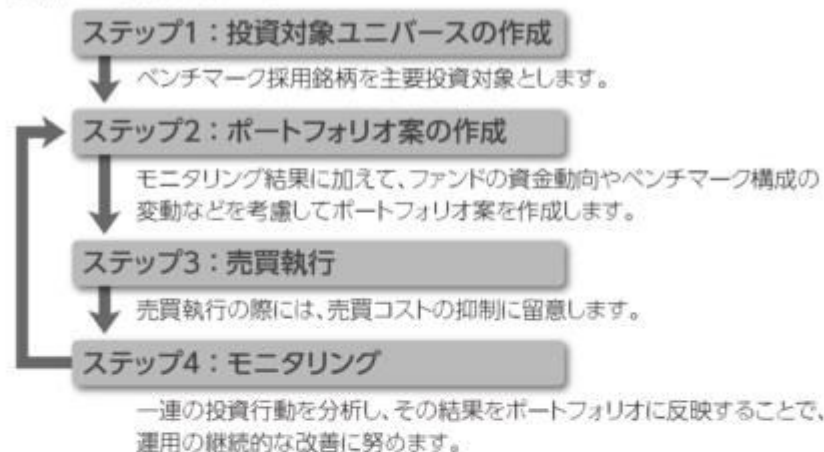 ステップ1：投資対象ユニバースの作成
ベンチマーク採用銘柄を主要投資対象とします。
ステップ2：ポートフォリオ案の作成
モニタリング結果に加えて、ファンドの資金動向やベンチマーク構成の
変動などを考慮してポートフォリオ案を作成します。
ステップ3：売買執行
売買執行の際には、売買コストの抑制に留意します。
ステップ4：モニタリング
一連の投資行動を分析し、その結果をポートフォリオに反映することで、
運用の継続的な改善に努めます。